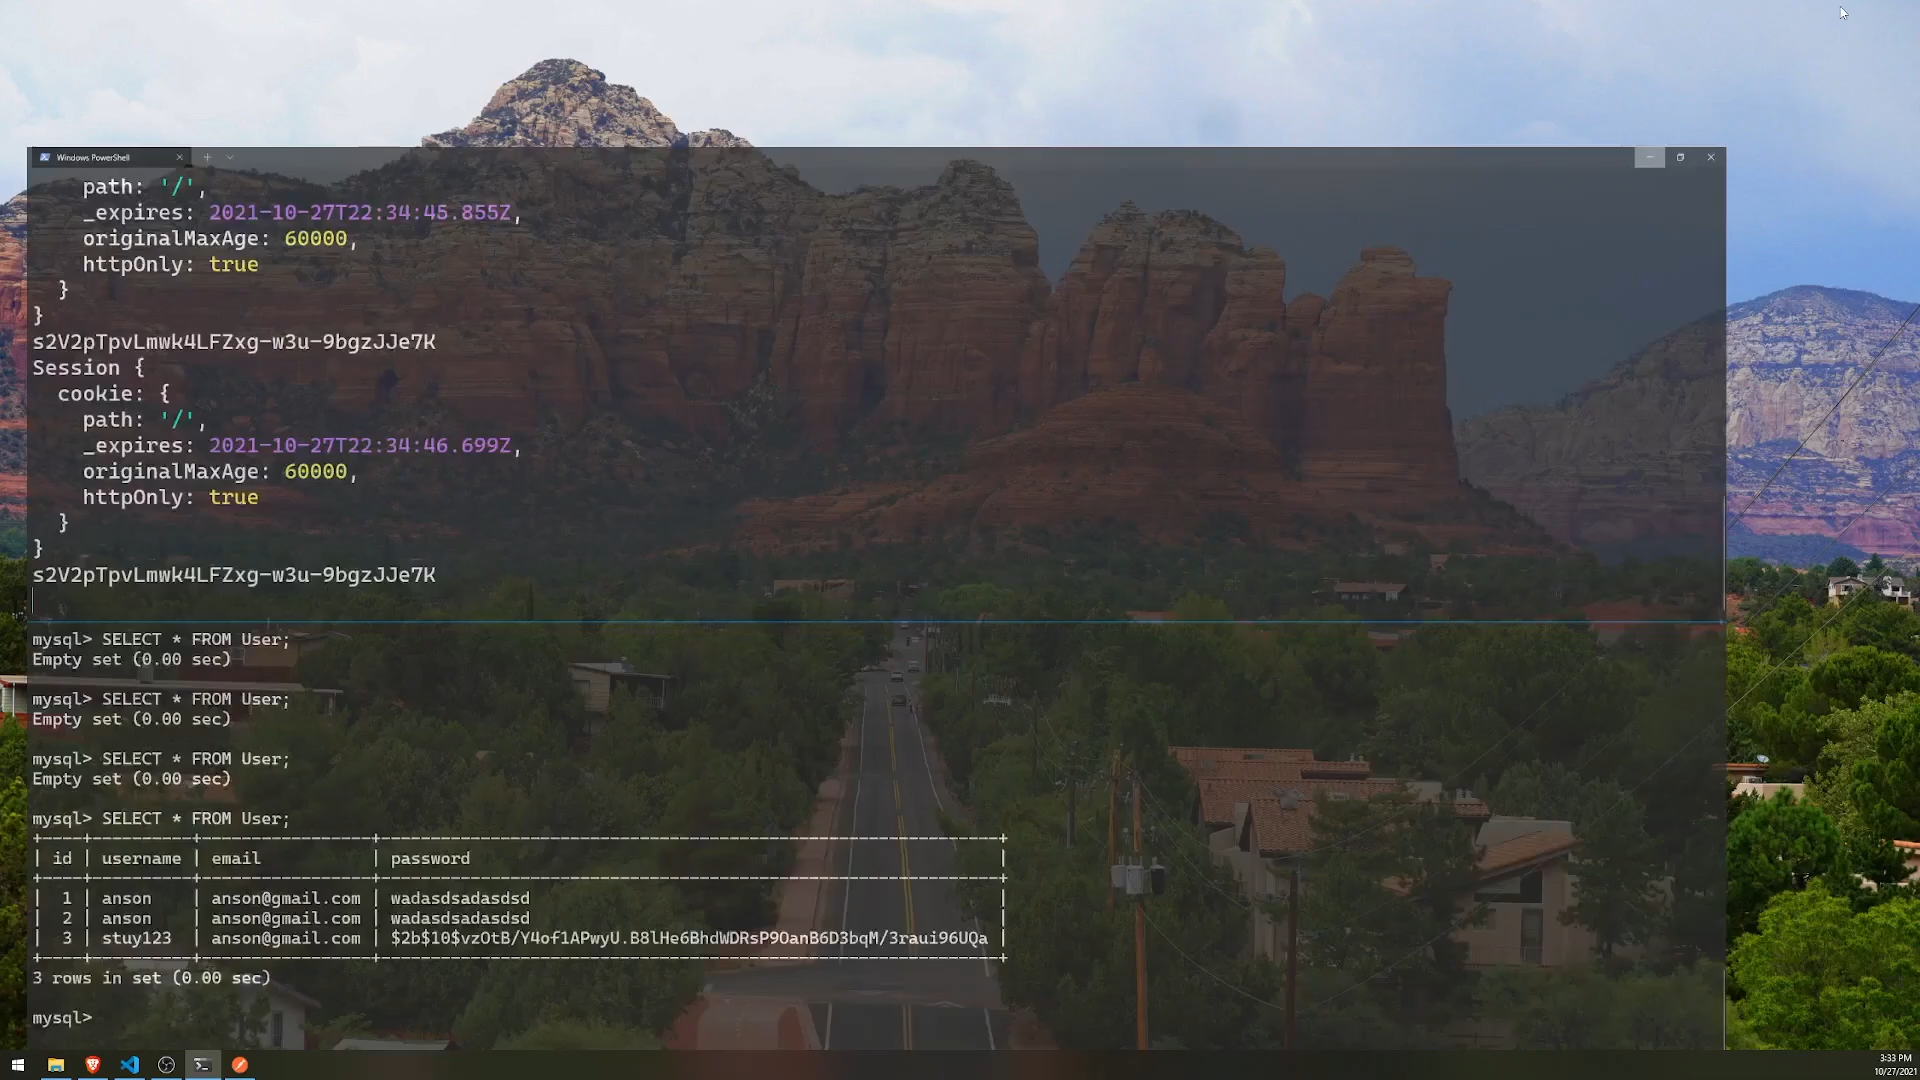 Windows PowerShell
path: '/',
_expires: 2021-10-27T22:34:45.855Z,
originalMaxAge: 60000,
httpOnly: true
}
}
s2V2pTpvLmwk4LFZxg-w3u-9bgzJJe7K
Session {
cookie: {
path: '/',
_expires: 2021-10-27T22:34:46.699Z,
originalMaxAge: 60000,
httpOnly: true
}
}
s2V2pTpvLmwk4LFZxg-w3u-9bgzJJe7K
mysql> SELECT * FROM User;
Empty set (0.00 sec)
mysql> SELECT * FROM User;
Empty set (0.00 sec)
mysql> SELECT * FROM User;
Empty set (0.00 sec)
mysql> SELECT * FROM User;
+----+----------+-----------------+--------------------------------------------------------------+
| id | username | email | password |
+----+----------+-----------------+--------------------------------------------------------------+
| 1 | anson | anson@gmail.com | wadasdsadasdsd |
| 2 | anson | anson@gmail.com | wadasdsadasdsd |
| 3 | stuy123 | anson@gmail.com | $2b$10$vzOtB/Y4of1APwyU.B8lHe6BhdWDRsP9OanB6D3bqM/3raui96UQa |
+----+----------+-----------------+--------------------------------------------------------------+
3 rows in set (0.00 sec)
mysql>
3:33 PM
10/27/2021